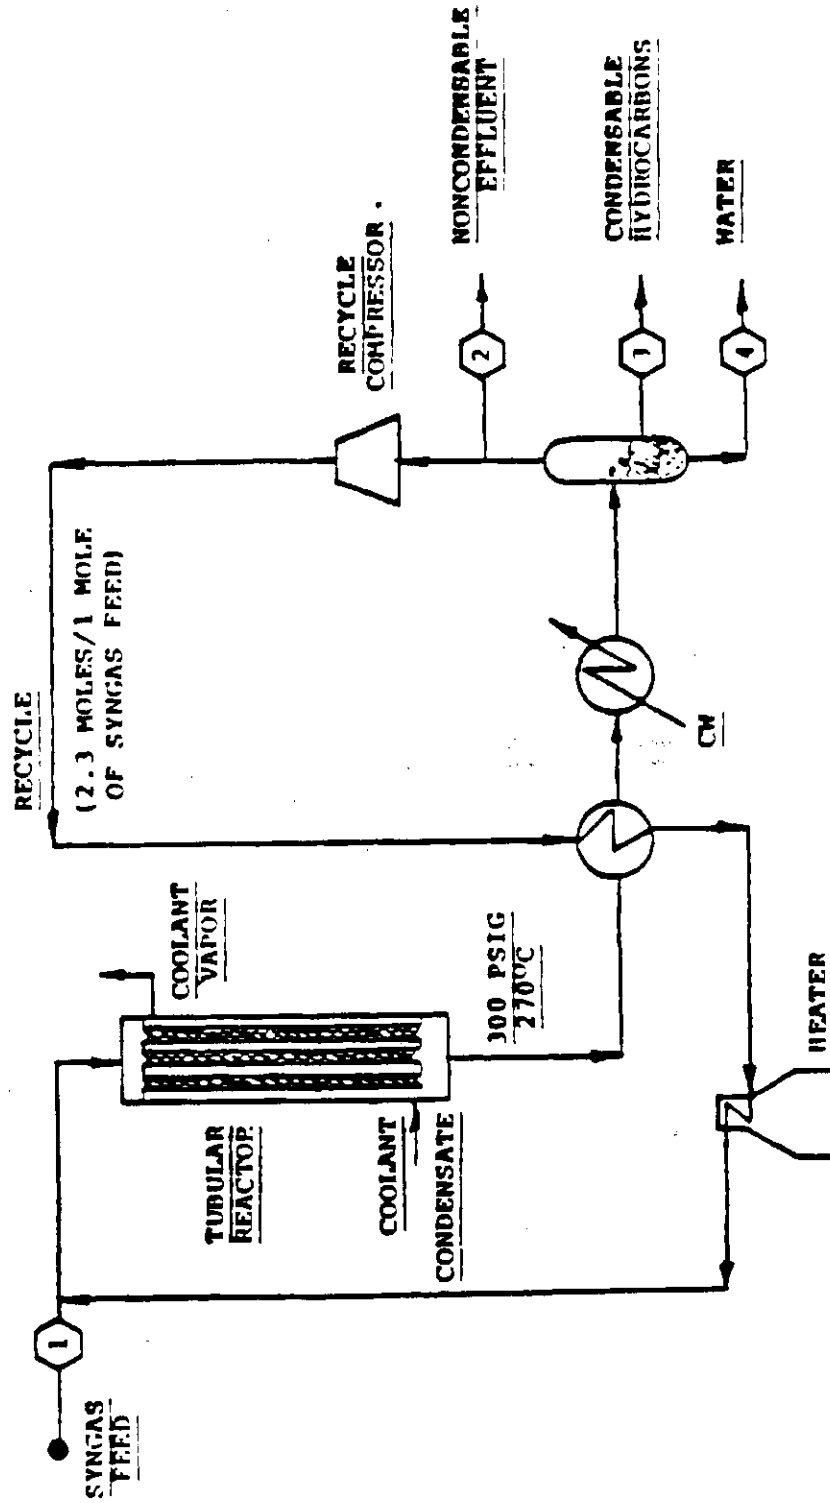 SYNGAS
FEED
1
TUBULAR
REACTOR
COOLANT
CONDENSATE
COOLANT
VAPOR
300 PSIG
270°C
HEATER
RECYCLE
(2.3 MOLES/1 MOLE
OF SYNGAS FEED)
CW
RECYCLE
COMPRESSOR
2
NONCONDENSABLE
EFFLUENT
3
CONDENSABLE
HYDROCARBONS
4
WATER